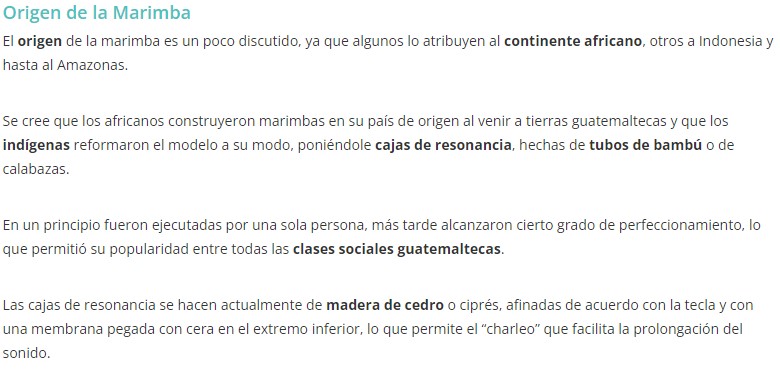 Origen de la Marimba
El origen de la marimba es un poco discutido, ya que algunos lo atribuyen al continente africano, otros a Indonesia y
hasta al Amazonas.
Se cree que los africanos construyeron marimbas en su país de origen al venir a tierras guatemaltecas y que los
indígenas reformaron el modelo a su modo, poniéndole cajas de resonancia, hechas de tubos de bambú o de
calabazas.
En un principio fueron ejecutadas por una sola persona, más tarde alcanzaron cierto grado de perfeccionamiento, lo
que permitió su popularidad entre todas las clases sociales guatemaltecas.
Las cajas de resonancia se hacen actualmente de madera de cedro o ciprés, afinadas de acuerdo con la tecla y con
una membrana pegada con cera en el extremo inferior, lo que permite el “charleo” que facilita la prolongación del
sonido.